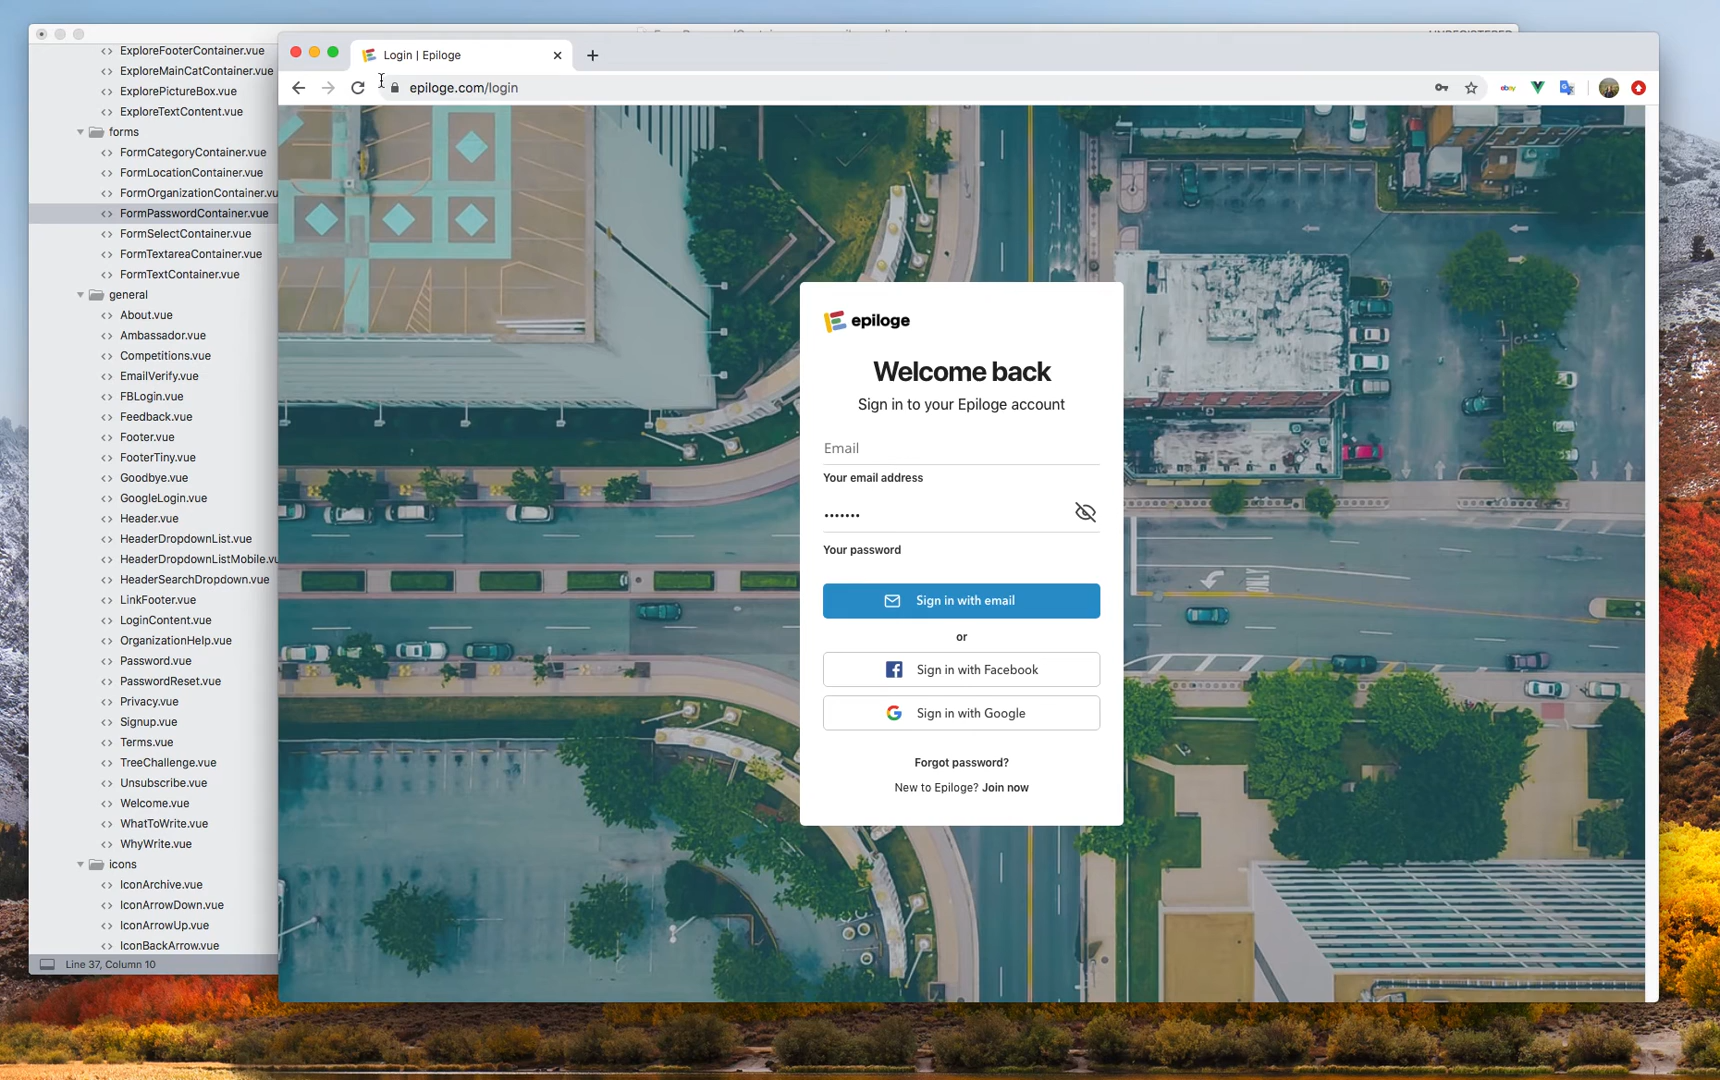 ExploreFooterContainer.vue
ExploreMainCatContainer.vue
ExplorePictureBox.vue
ExploreTextContent.vue
forms
FormCategoryContainer.vue
FormLocationContainer.vue
FormOrganizationContainer.vu
FormPasswordContainer.vue
FormSelectContainer.vue
FormTextareaContainer.vue
FormTextContainer.vue
general
About.vue
Ambassador.vue
Competitions.vue
EmailVerify.vue
FBLogin.vue
Feedback.vue
Footer.vue
FooterTiny.vue
Goodbye.vue
GoogleLogin.vue
Header.vue
HeaderDropdownList.vue
HeaderDropdownListMobile.vu
HeaderSearchDropdown.vue
LinkFooter.vue
LoginContent.vue
OrganizationHelp.vue
Password.vue
PasswordReset.vue
Privacy.vue
Signup.vue
Terms.vue
TreeChallenge.vue
Unsubscribe.vue
Welcome.vue
WhatToWrite.vue
WhyWrite.vue
icons
IconArchive.vue
IconArrowDown.vue
IconArrowUp.vue
IconBackArrow.vue
Line 37, Column 10
Login | Epiloge
epiloge.com/login
ebay
epiloge
Welcome back
Sign in to your Epiloge account
Email
Your email address
•••••••
Your password
Sign in with email
or
Sign in with Facebook
Sign in with Google
Forgot password?
New to Epiloge? Join now
ONLY